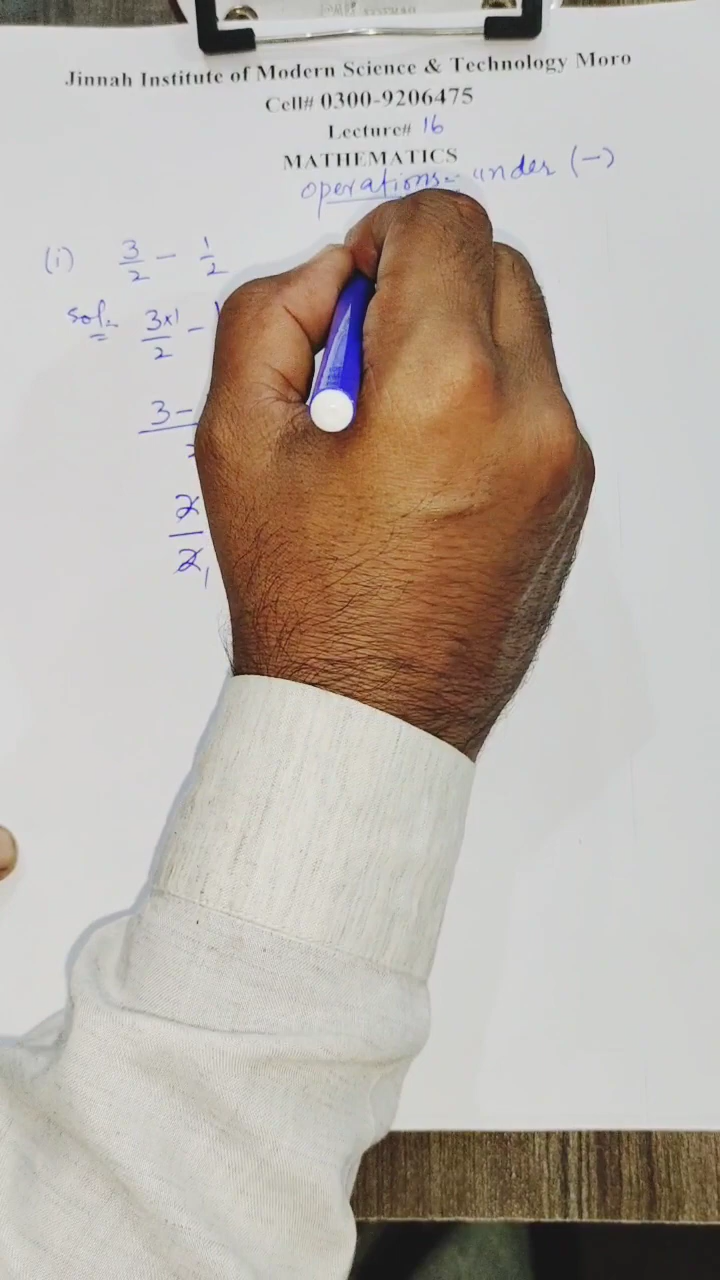 Jinnah Institute of Modern Science & Technology Moro
Cell# 0300-9206475
Lecture# 16
MATHEMATICS
operations under (-)
(i) 3/2 - 1/2
Sol:- 3x1/2 -
3 -
2/2 1